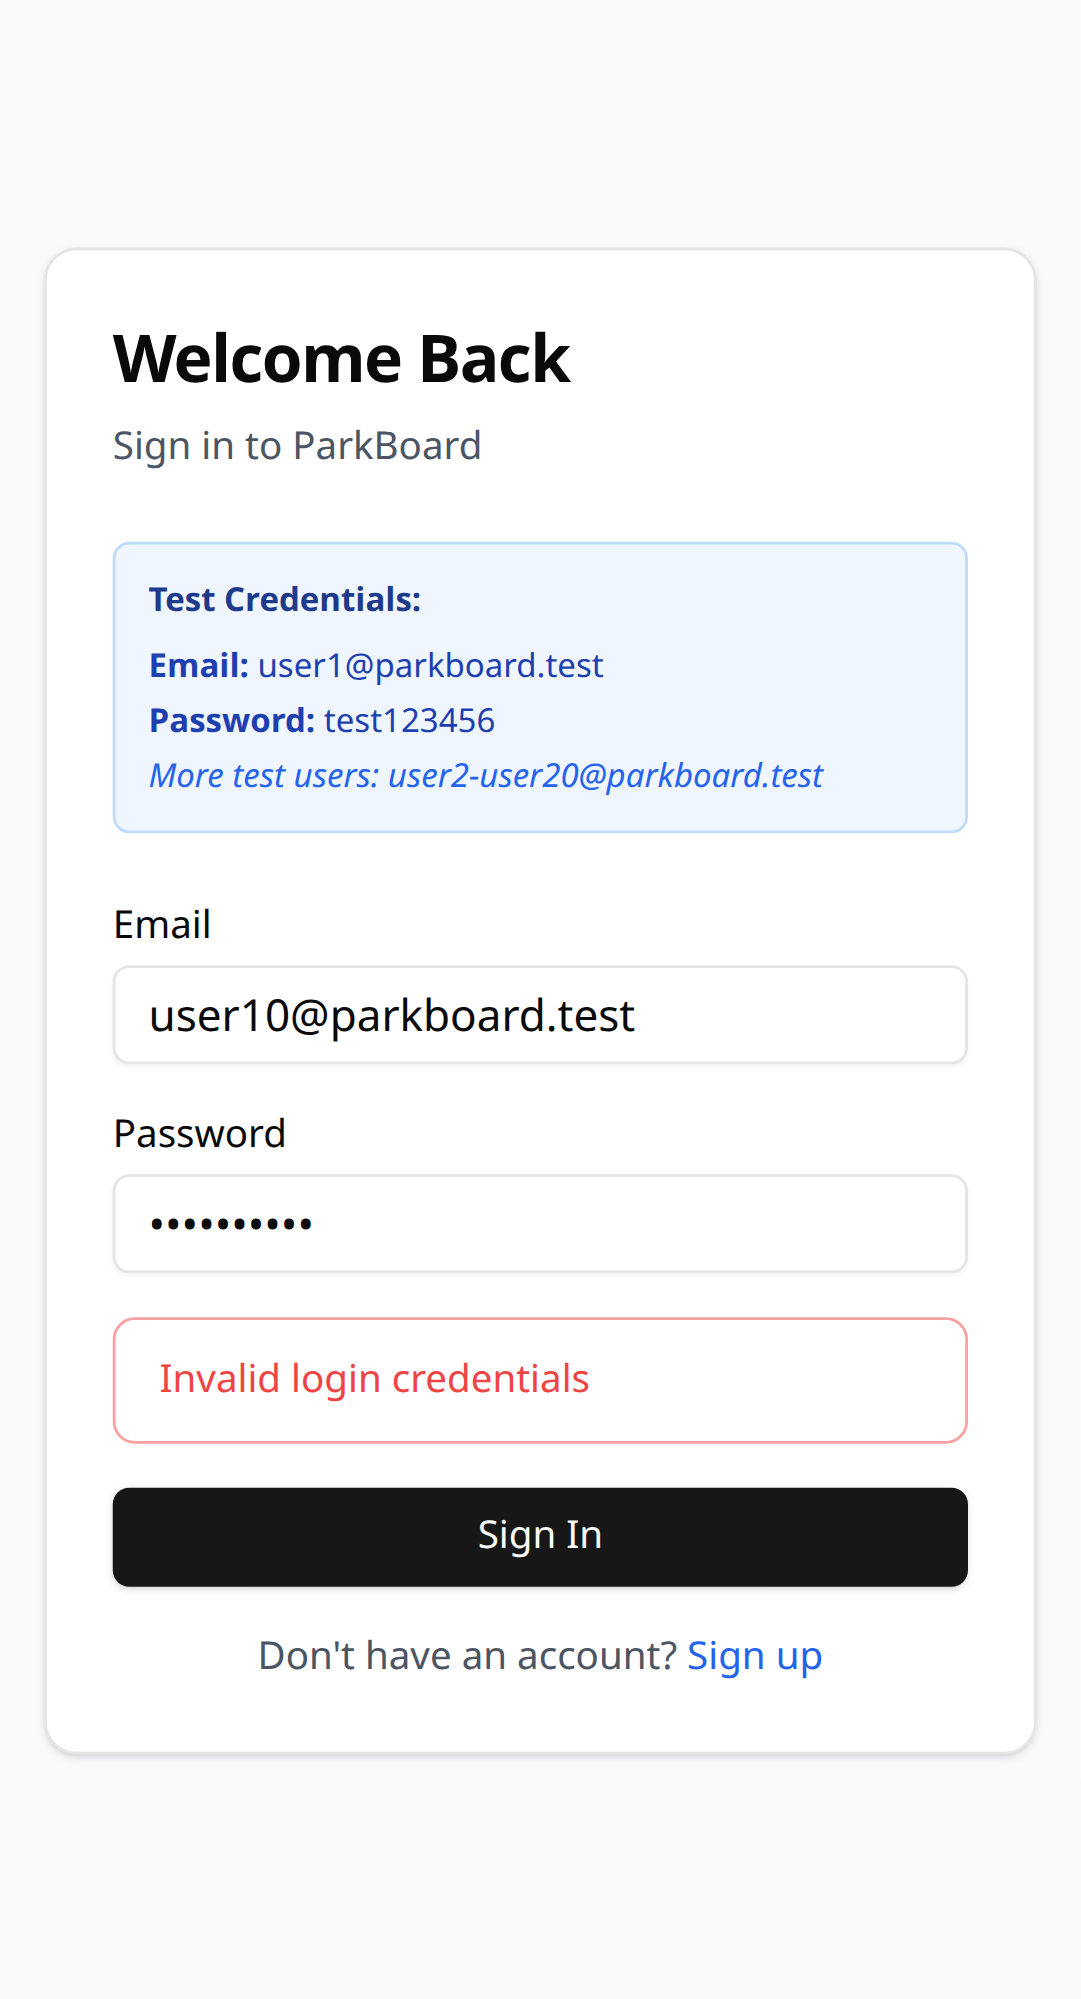 Welcome Back
Sign in to ParkBoard
Test Credentials:
Email: user1@parkboard.test
Password: test123456
More test users: user2-user20@parkboard.test
Email
user10@parkboard.test
Password
••••••••••
Invalid login credentials
Sign In
Don't have an account? Sign up